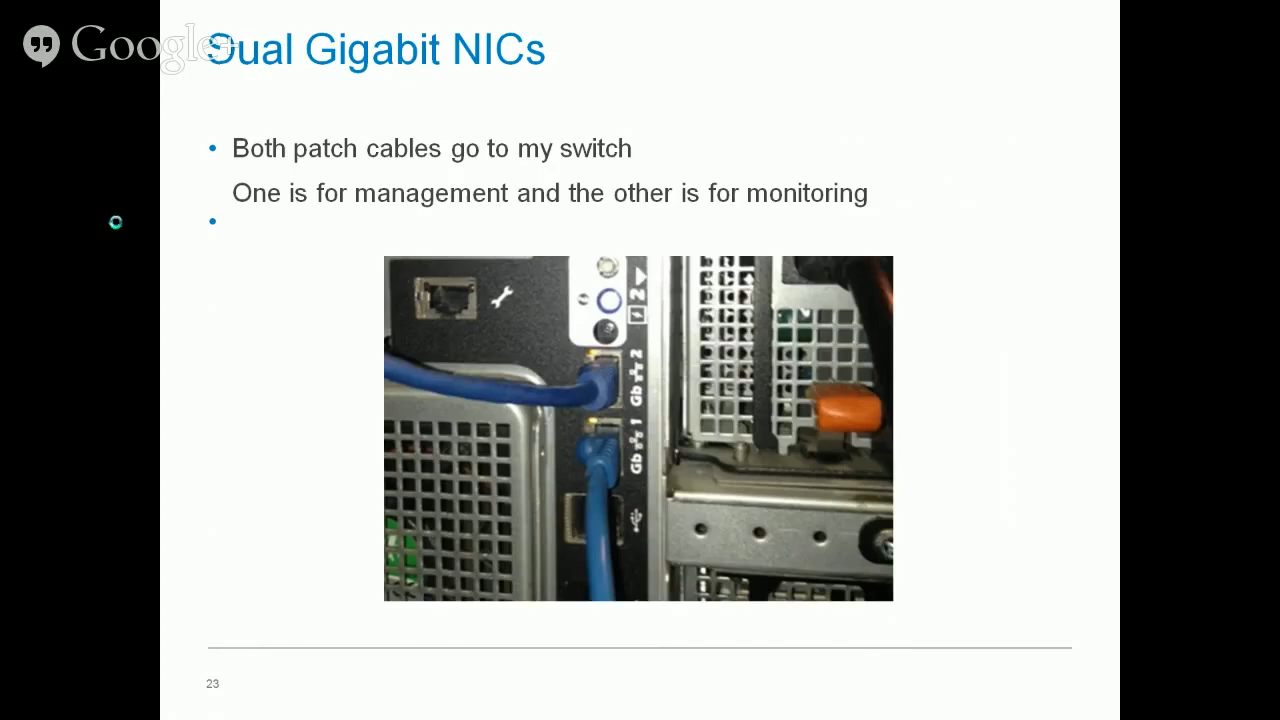 Google+
Sual Gigabit NICs
• Both patch cables go to my switch
One is for management and the other is for monitoring
•
2
Gb 2
Gb 1
23